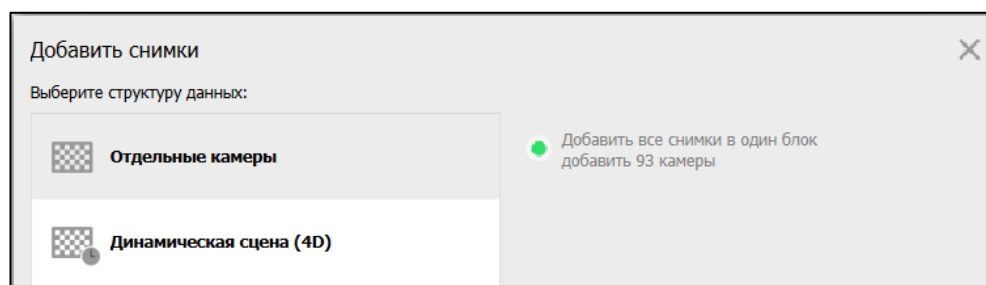 Добавить снимки
Выберите структуру данных:
Отдельные камеры
Добавить все снимки в один блок
добавить 93 камеры
Динамическая сцена (4D)